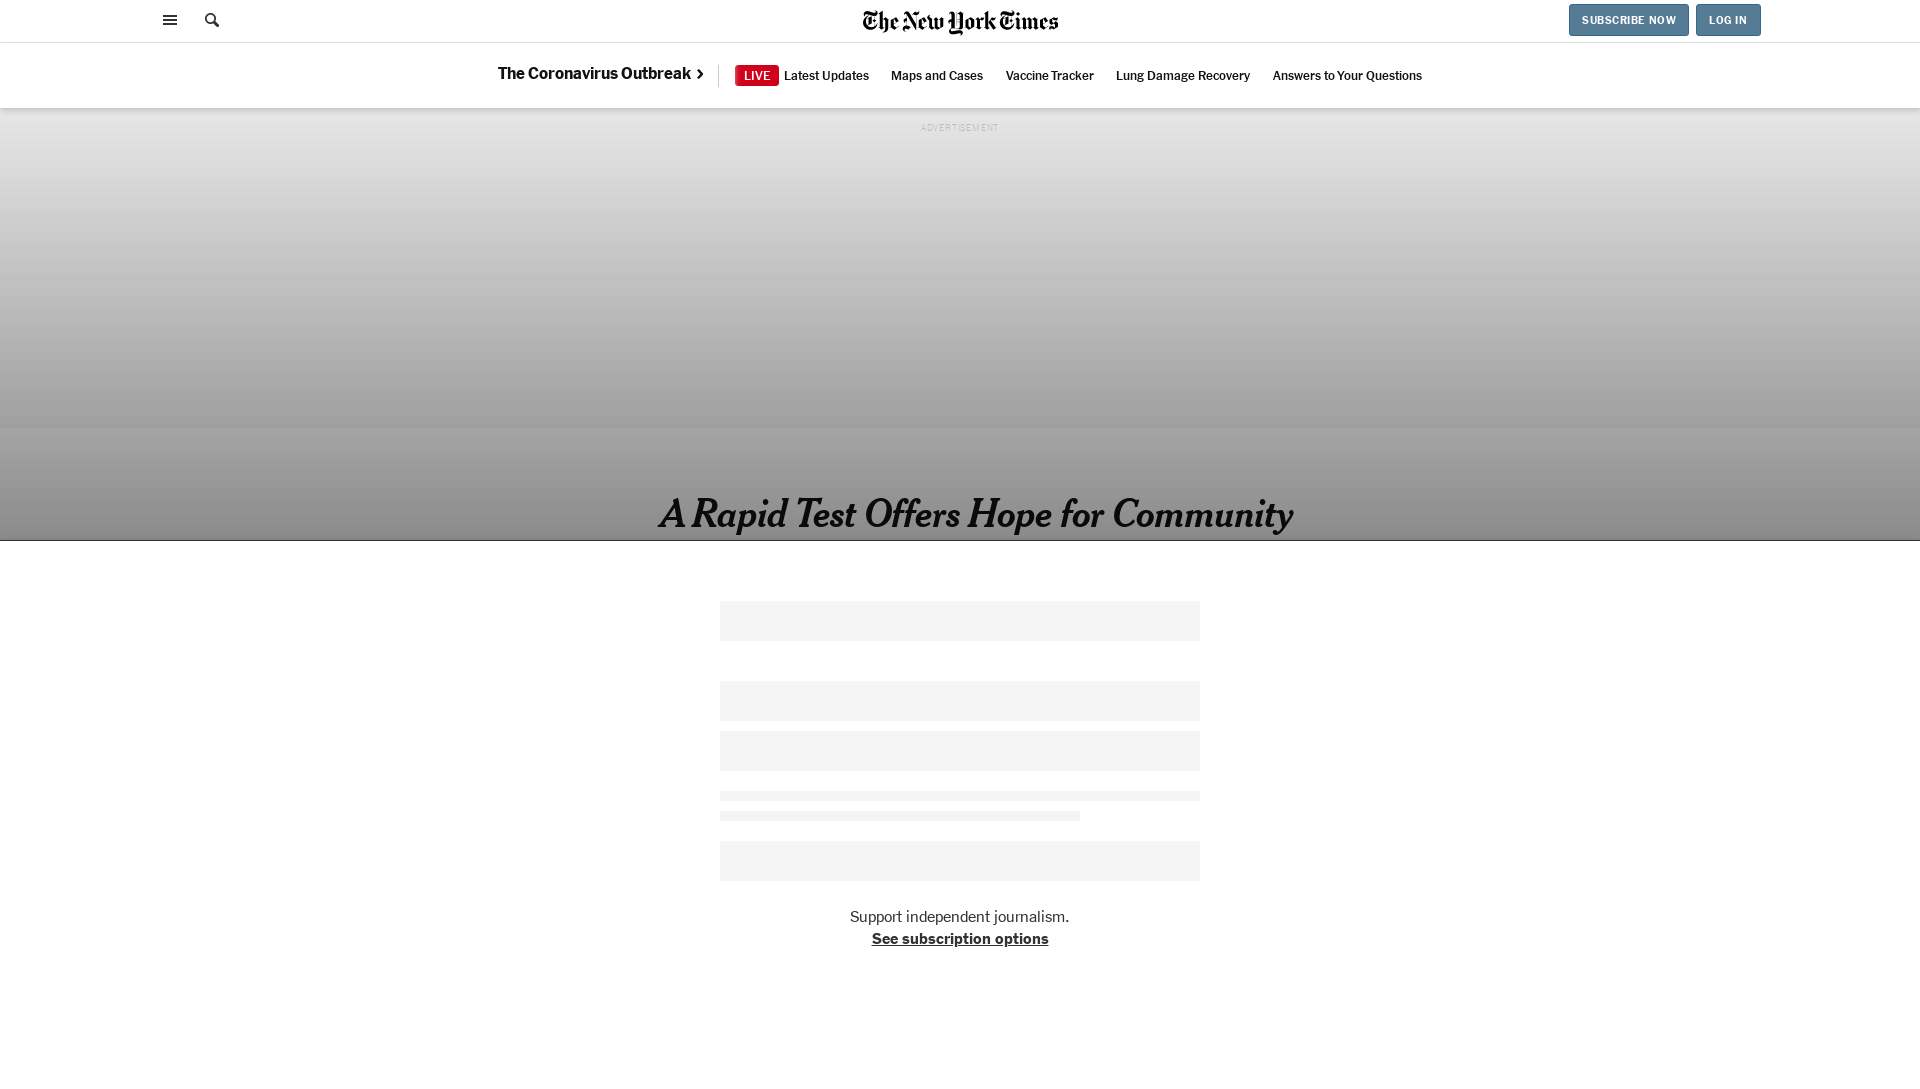 The New York Times
SUBSCRIBE NOW
LOG IN
The Coronavirus Outbreak
LIVE Latest Updates
Maps and Cases
Vaccine Tracker
Lung Damage Recovery
Answers to Your Questions
ADVERTISEMENT
A Rapid Test Offers Hope for Community
Support independent journalism.
See subscription options